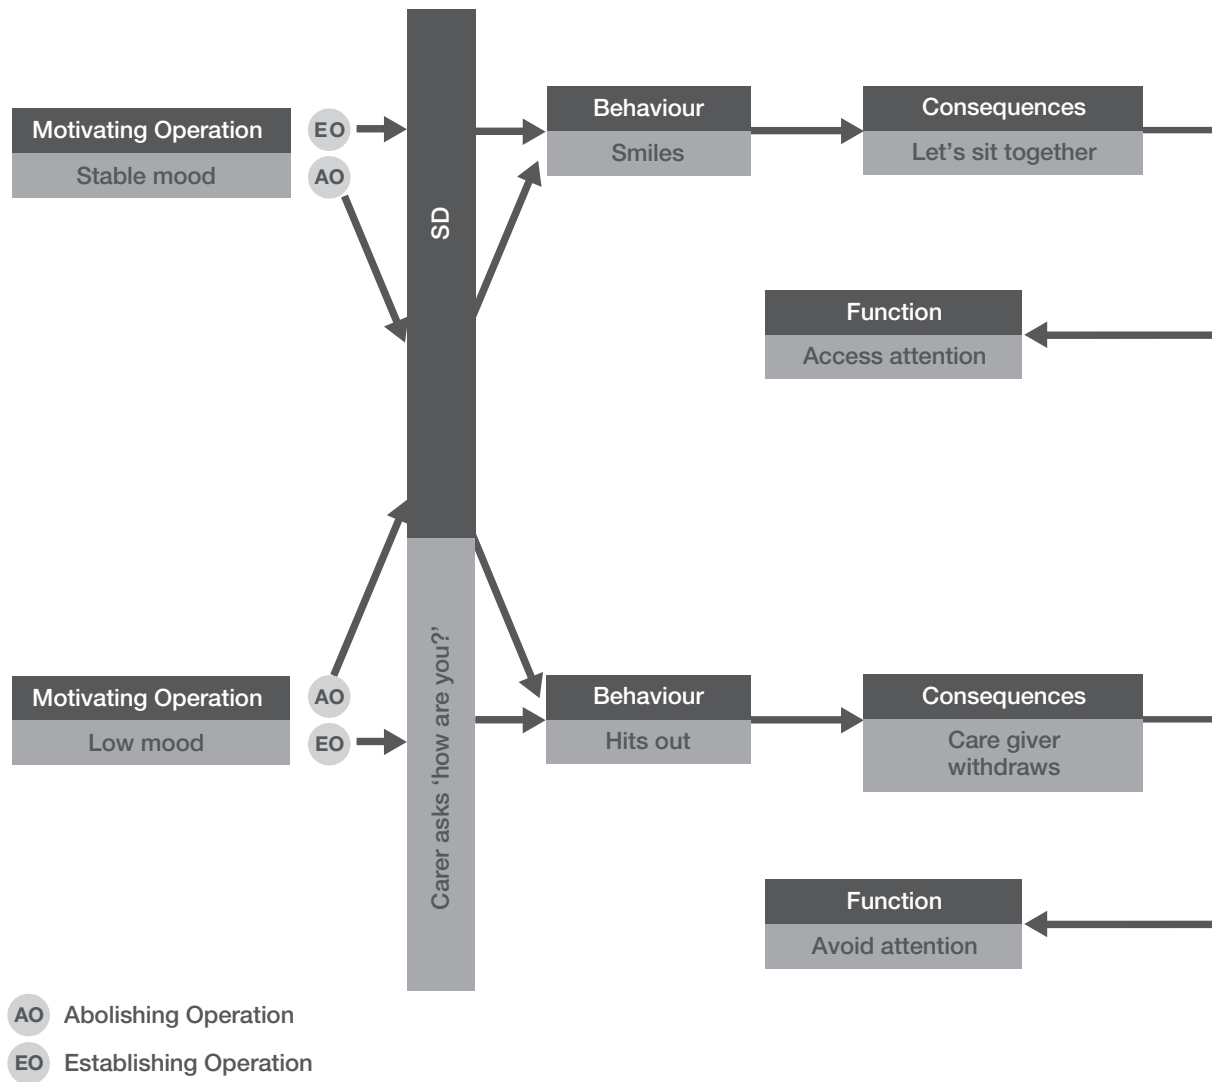 Motivating Operation
Stable mood
EO
AO
SD
Behaviour
Smiles
Consequences
Let's sit together
Function
Access attention
Motivating Operation
Low mood
AO
EO
Carer asks 'how are you?'
Behaviour
Hits out
Consequences
Care giver
withdraws
Function
Avoid attention
AO Abolishing Operation
EO Establishing Operation